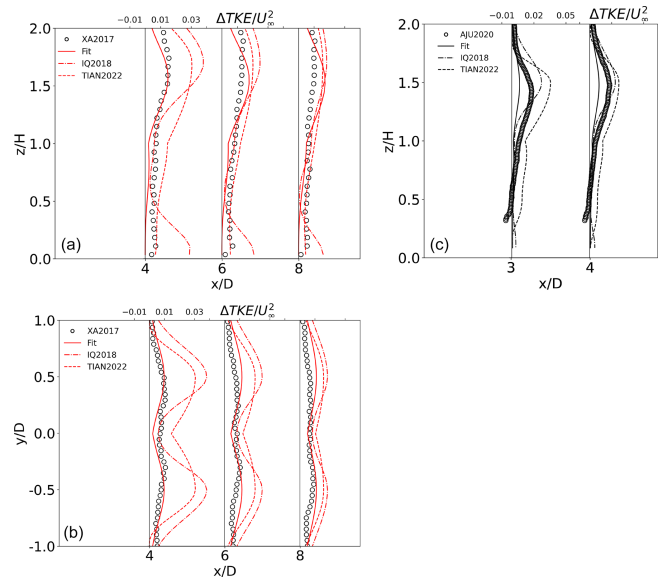 −0.01 0.01 0.03 ΔTKE/U∞²
XA2017
Fit
IQ2018
TIAN2022
2.0
1.5
1.0
0.5
0.0
z/H
(a)
4 6 8
x/D
−0.01 0.02 0.05 ΔTKE/U∞²
AJU2020
Fit
IQ2018
TIAN2022
2.0
1.5
1.0
0.5
0.0
z/H
(c)
3 4
x/D
−0.01 0.01 0.03 ΔTKE/U∞²
XA2017
Fit
IQ2018
TIAN2022
1.0
0.5
0.0
-0.5
-1.0
y/D
(b)
4 6 8
x/D